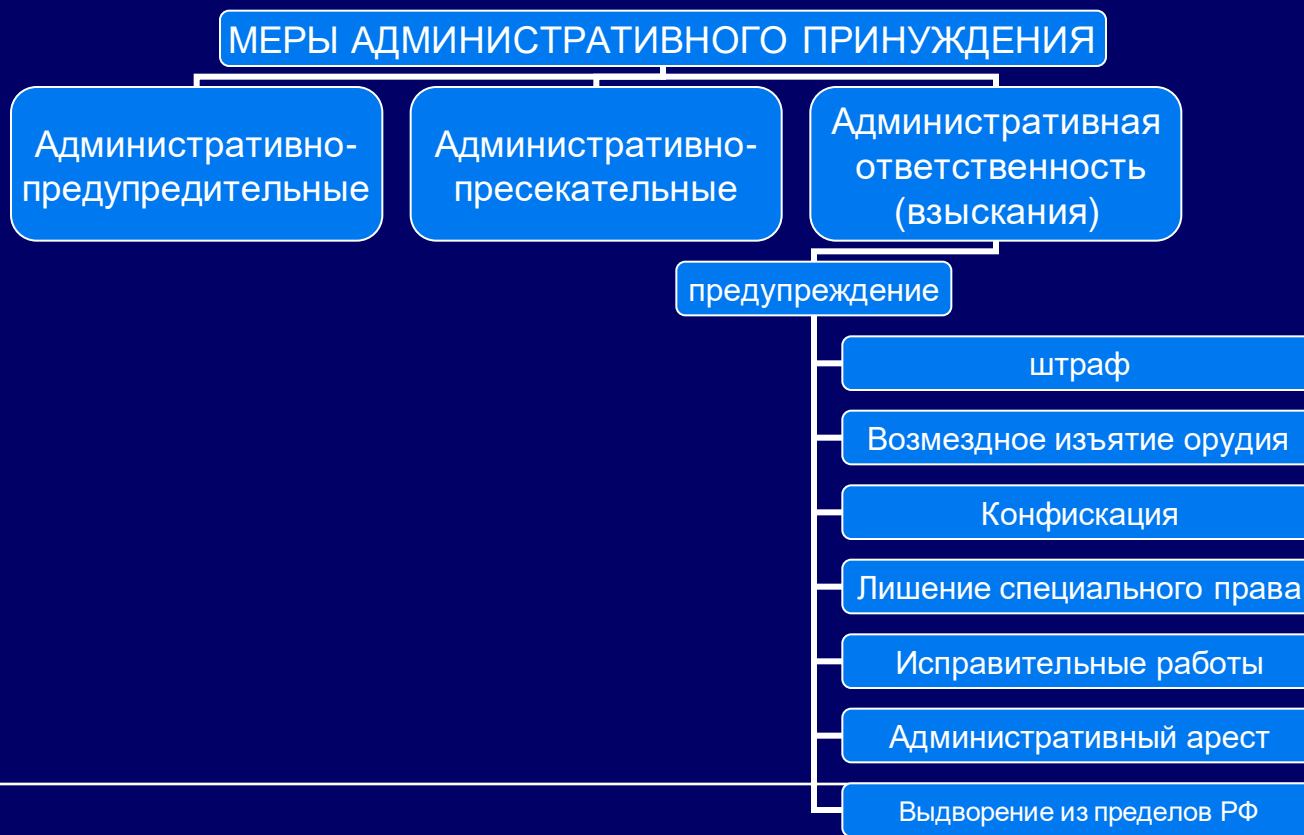 МЕРЫ АДМИНИСТРАТИВНОГО ПРИНУЖДЕНИЯ
Административно-
предупредительные
Административно-
пресекательные
Административная
ответственность
(взыскания)
предупреждение
штраф
Возмездное изъятие орудия
Конфискация
Лишение специального права
Исправительные работы
Административный арест
Выдворение из пределов РФ